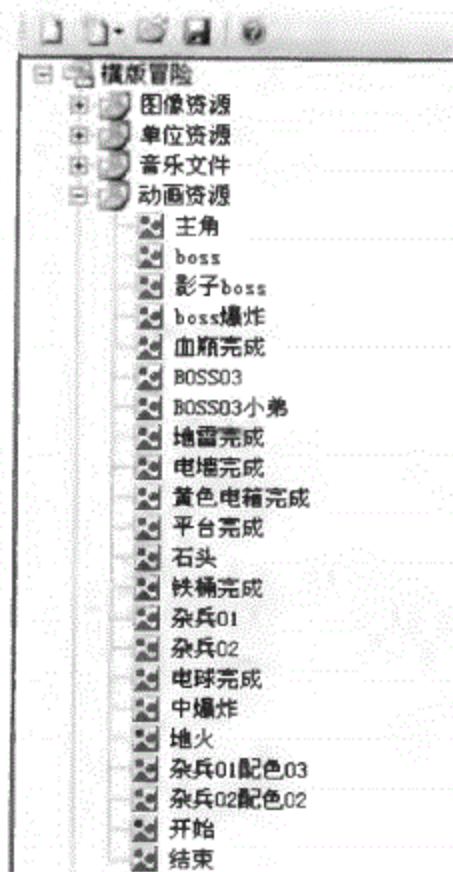 横版冒险
图像资源
单位资源
音乐文件
动画资源
主角
boss
影子boss
boss爆炸
血瓶完成
BOSS03
BOSS03小弟
地雷完成
电墙完成
黄色电箱完成
平台完成
石头
铁桶完成
杂兵01
杂兵02
电球完成
中爆炸
地火
杂兵01配色03
杂兵02配色02
开始
结束